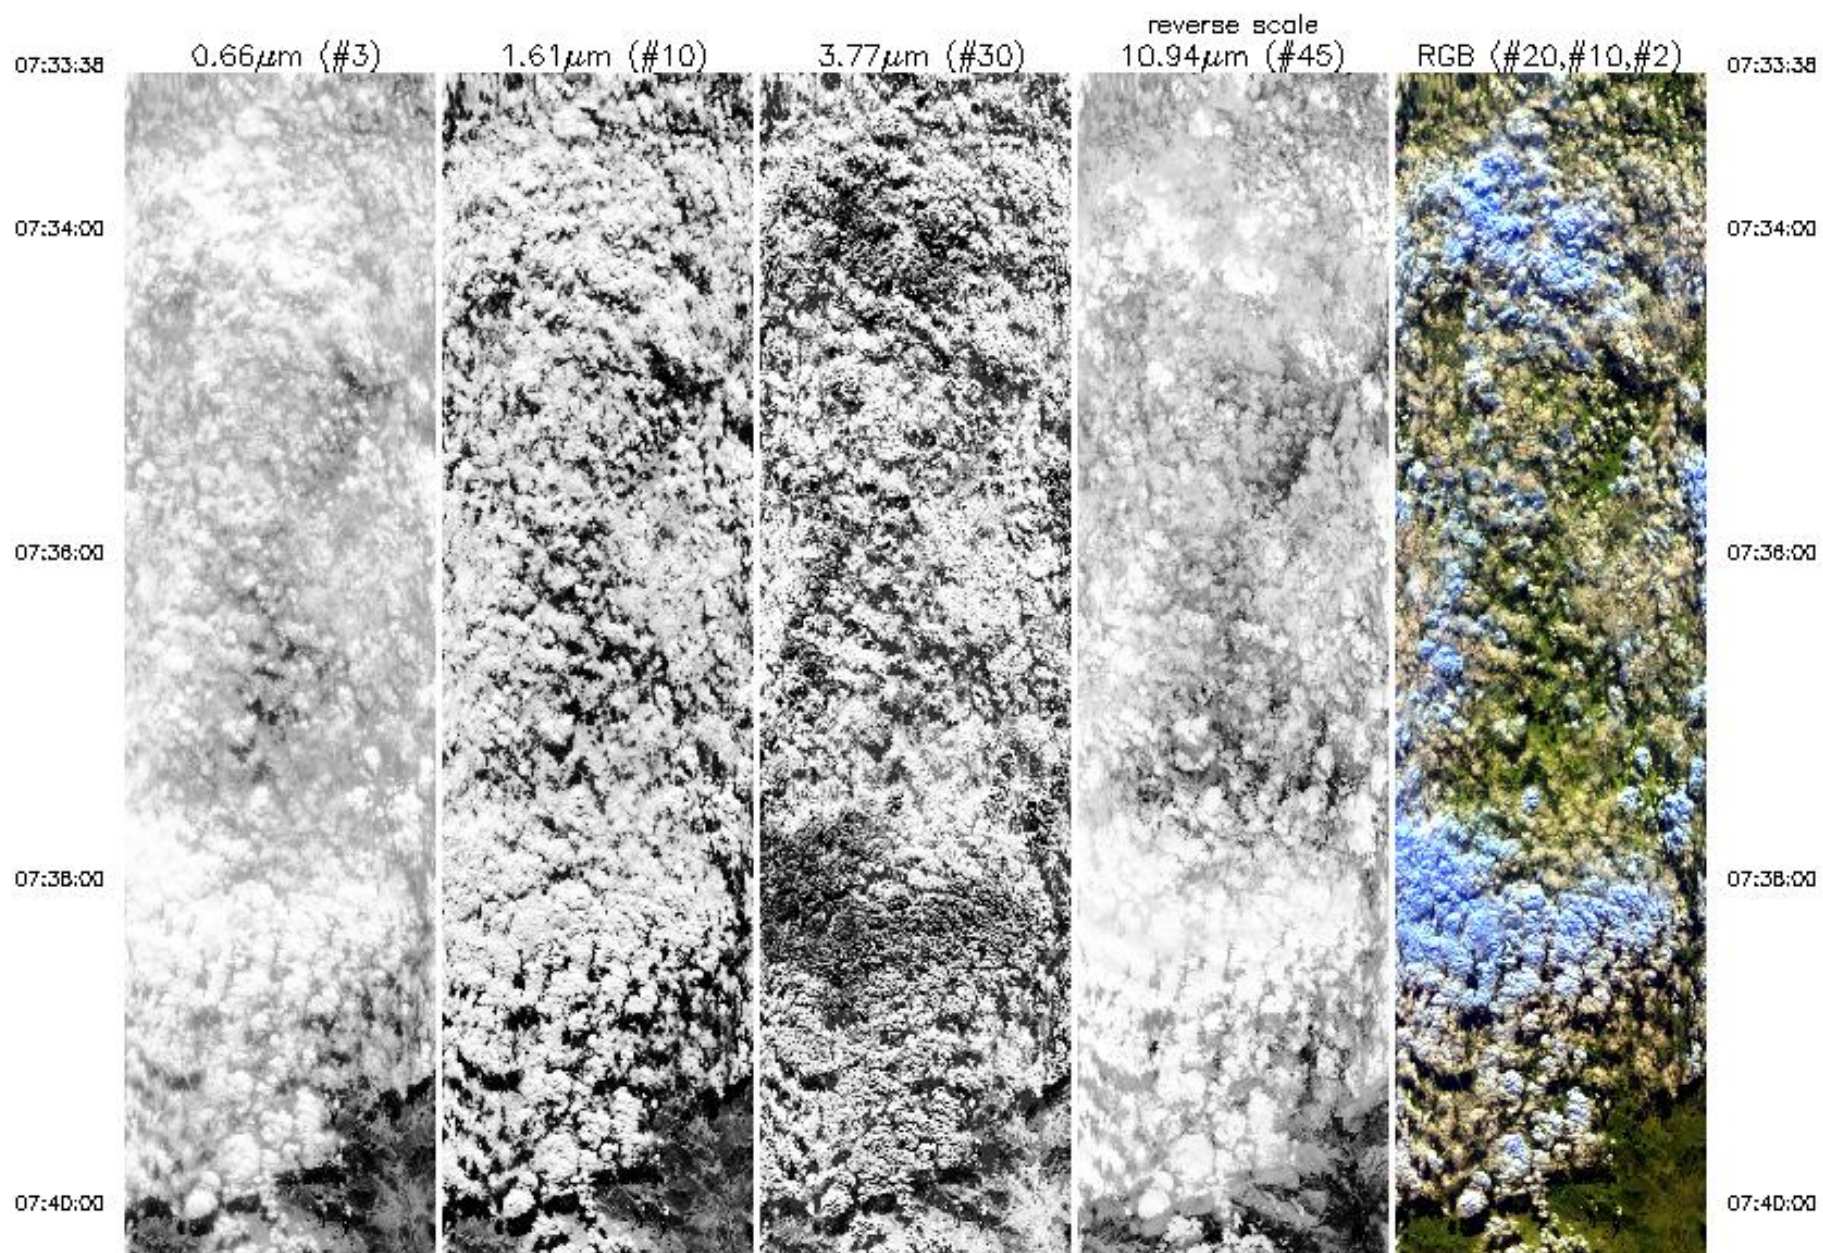 reverse scale
0.66μm (#3) 1.61μm (#10) 3.77μm (#30) 10.94μm (#45) RGB (#20,#10,#2)
07:33:38 07:33:38
07:34:00 07:34:00
07:36:00 07:36:00
07:38:00 07:38:00
07:40:00 07:40:00